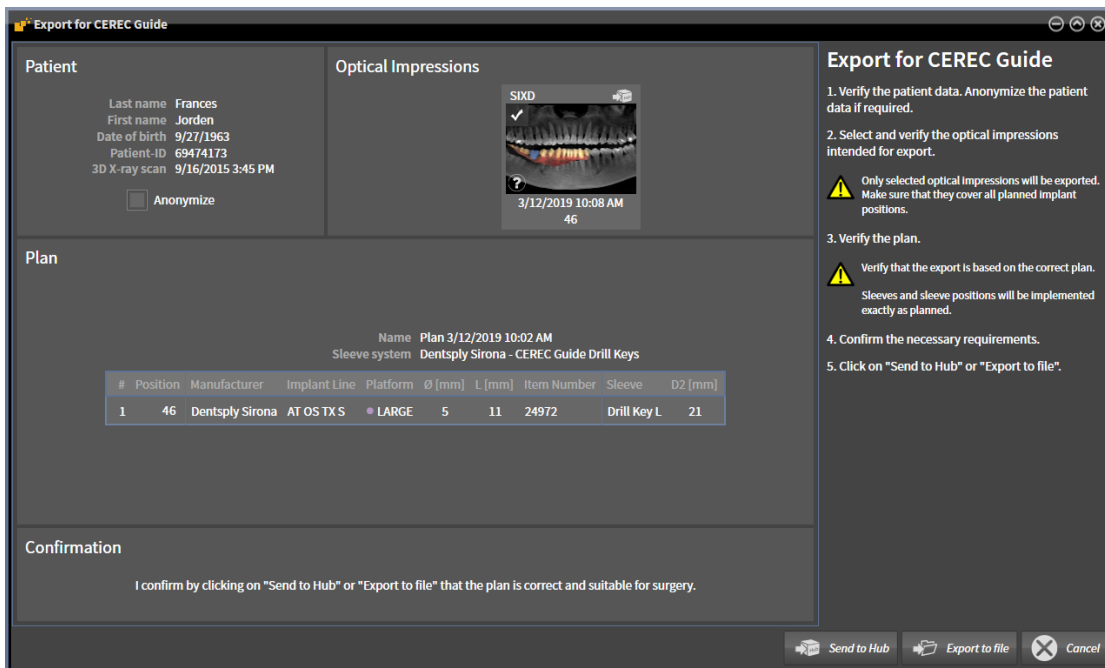 Export for CEREC Guide
Patient
Last name Frances
First name Jorden
Date of birth 9/27/1963
Patient-ID 69474173
3D X-ray scan 9/16/2015 3:45 PM
Anonymize
Optical Impressions
SIXD
?
3/12/2019 10:08 AM
46
Plan
Name Plan 3/12/2019 10:02 AM
Sleeve system Dentsply Sirona - CEREC Guide Drill Keys
# Position Manufacturer Implant Line Platform Ø [mm] L [mm] Item Number Sleeve D2 [mm]
1 46 Dentsply Sirona AT OS TX S LARGE 5 11 24972 Drill Key L 21
Confirmation
I confirm by clicking on "Send to Hub" or "Export to file" that the plan is correct and suitable for surgery.
Export for CEREC Guide
1. Verify the patient data. Anonymize the patient
data if required.
2. Select and verify the optical impressions
intended for export.
Only selected optical impressions will be exported.
Make sure that they cover all planned implant
positions.
3. Verify the plan.
Verify that the export is based on the correct plan.
Sleeves and sleeve positions will be implemented
exactly as planned.
4. Confirm the necessary requirements.
5. Click on "Send to Hub" or "Export to file".
Send to Hub
Export to file
Cancel